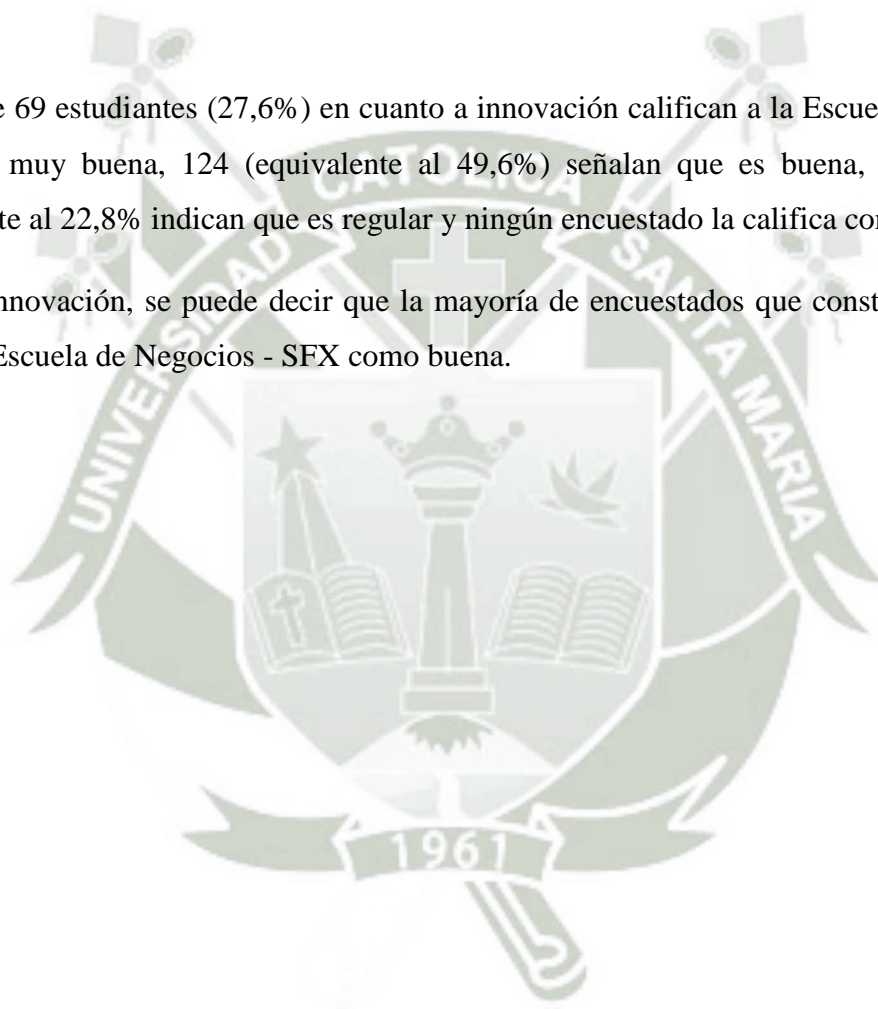 e 69 estudiantes (27,6%) en cuanto a innovación califican a la Escue
muy buena, 124 (equivalente al 49,6%) señalan que es buena,
te al 22,8% indican que es regular y ningún encuestado la califica co
nnovación, se puede decir que la mayoría de encuestados que const
Escuela de Negocios - SFX como buena.
UNIVERSIDAD CATOLICA SANTA MARIA
1961